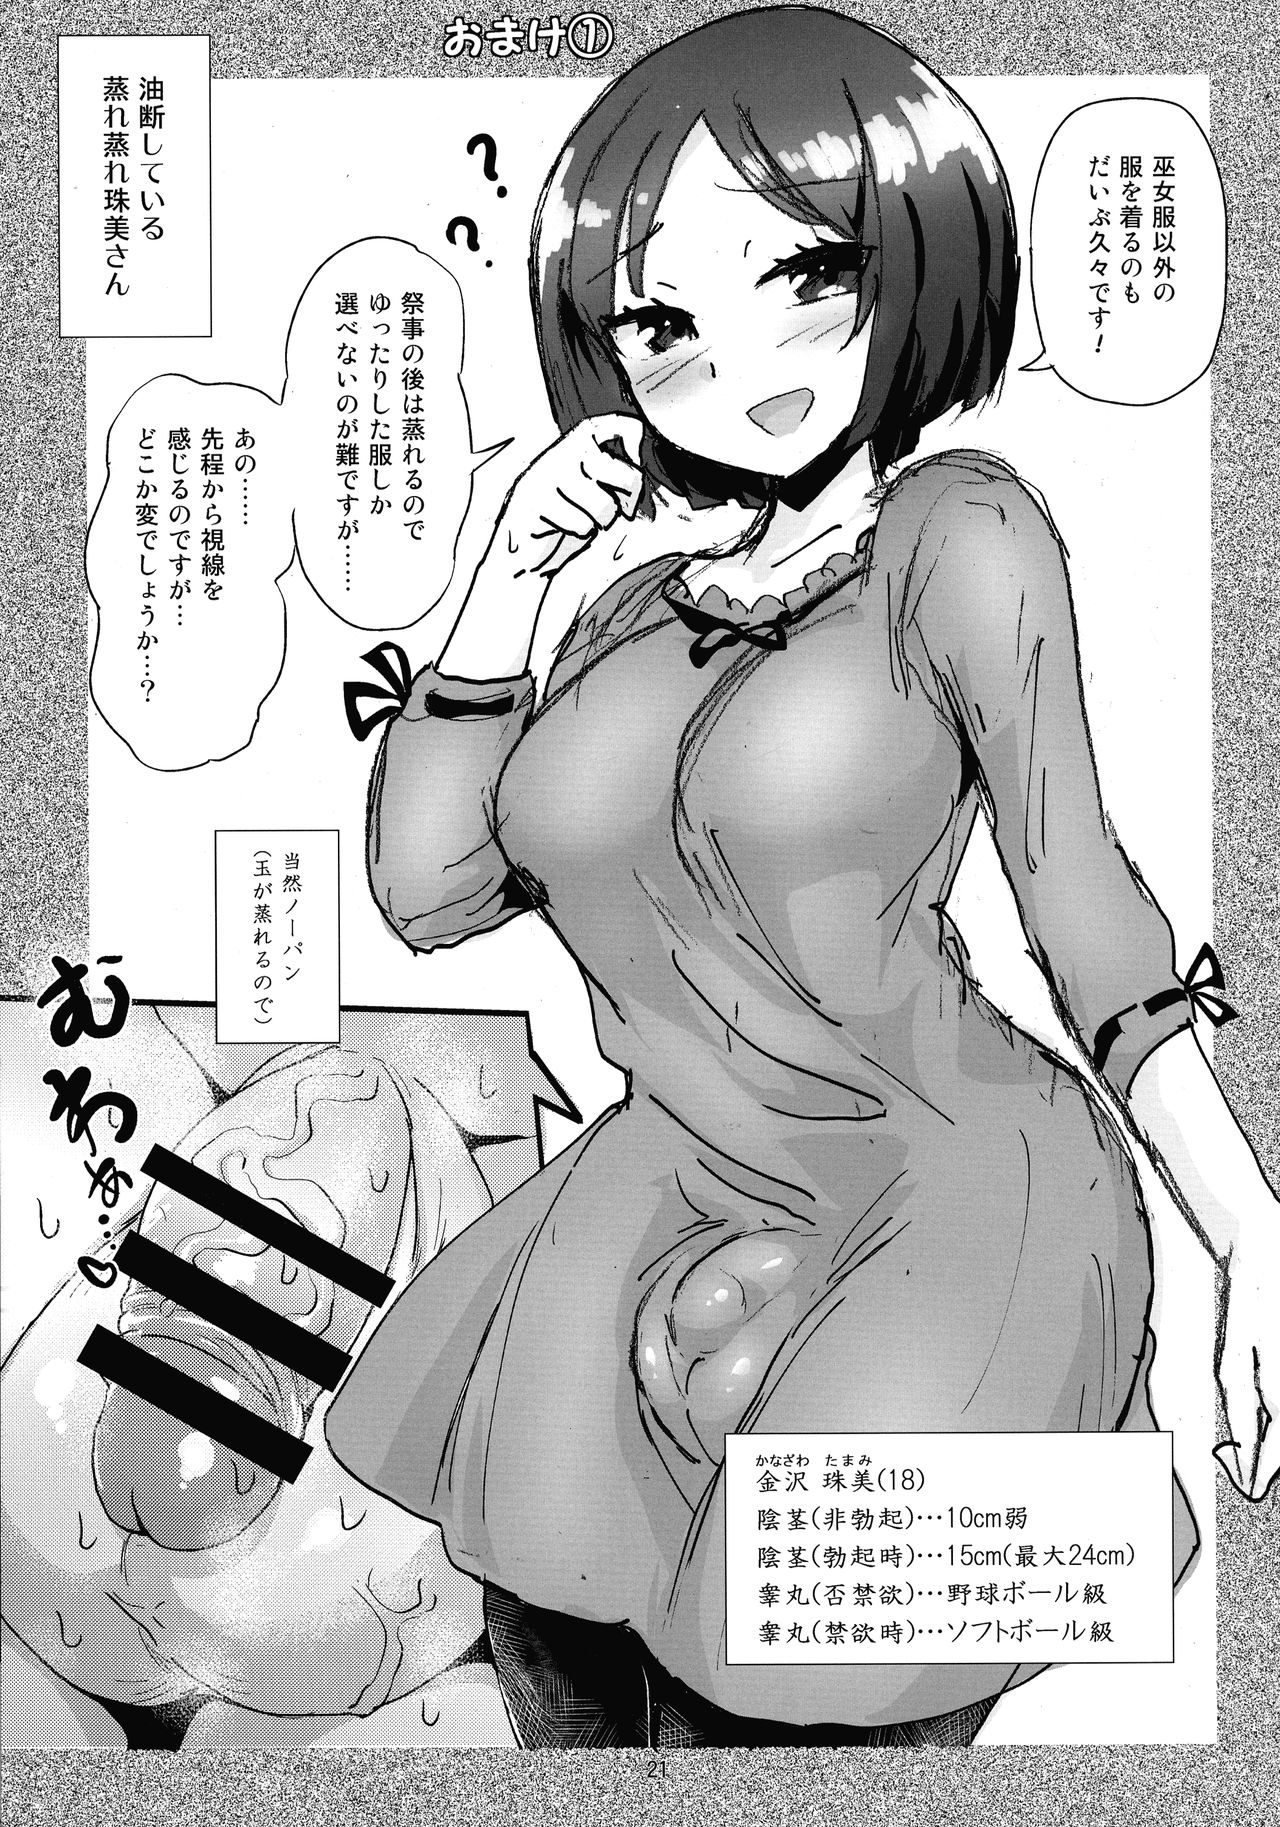 おまけ①
巫女服以外の
服を着るのも
だいぶ久々です！
油断している
蒸れ蒸れ珠美さん
？？
祭事の後は蒸れるので
ゆったりした服しか
選べないのが難ですが……
あの……
先程から視線を
感じるのですが…
どこか変でしょうか…？
当然ノーパン
（玉が蒸れるので）
むわぁ…♡
かなざわ たまみ
金沢 珠美(18)
陰茎(非勃起)…10cm弱
陰茎(勃起時)…15cm(最大24cm)
睾丸(否禁欲)…野球ボール級
睾丸(禁欲時)…ソフトボール級
21